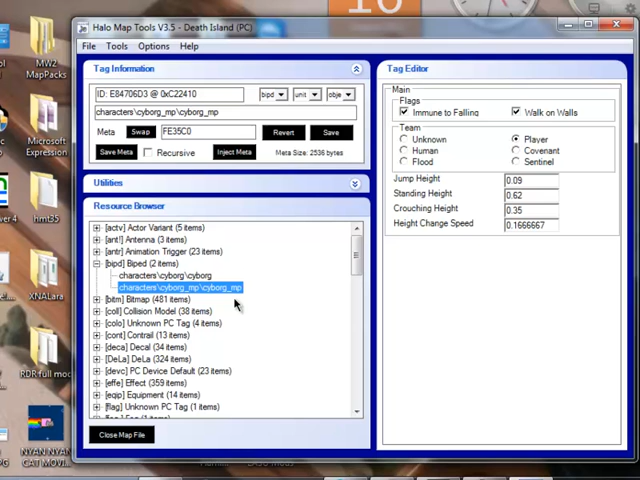 16
Halo Map Tools V3.5 - Death Island (PC)
File Tools Options Help
Tag Information
ID: E84706D3 @ 0xC22410
bipd
unit
obje
characters\cyborg_mp\cyborg_mp
Meta
Swap
FE35C0
Revert
Save
Save Meta
Recursive
Inject Meta
Meta Size: 2536 bytes
Utilities
Resource Browser
[actv] Actor Variant (5 items)
[ant!] Antenna (3 items)
[antr] Animation Trigger (23 items)
[bipd] Biped (2 items)
characters\cyborg\cyborg
characters\cyborg_mp\cyborg_mp
[bitm] Bitmap (481 items)
[coll] Collision Model (38 items)
[colo] Unknown PC Tag (4 items)
[cont] Contrail (13 items)
[deca] Decal (34 items)
[DeLa] DeLa (324 items)
[devc] PC Device Default (23 items)
[effe] Effect (359 items)
[eqip] Equipment (14 items)
[flag] Unknown PC Tag (1 items)
Close Map File
Tag Editor
Main
Flags
Immune to Falling
Walk on Walls
Team
Unknown
Player
Human
Covenant
Flood
Sentinel
Jump Height
0.09
Standing Height
0.62
Crouching Height
0.35
Height Change Speed
0.1666667
MW2
MapPacks
Microsoft
Expression
hmt35
XNALara
RDR full mod
NYAN NYAN
CAT MOVI...